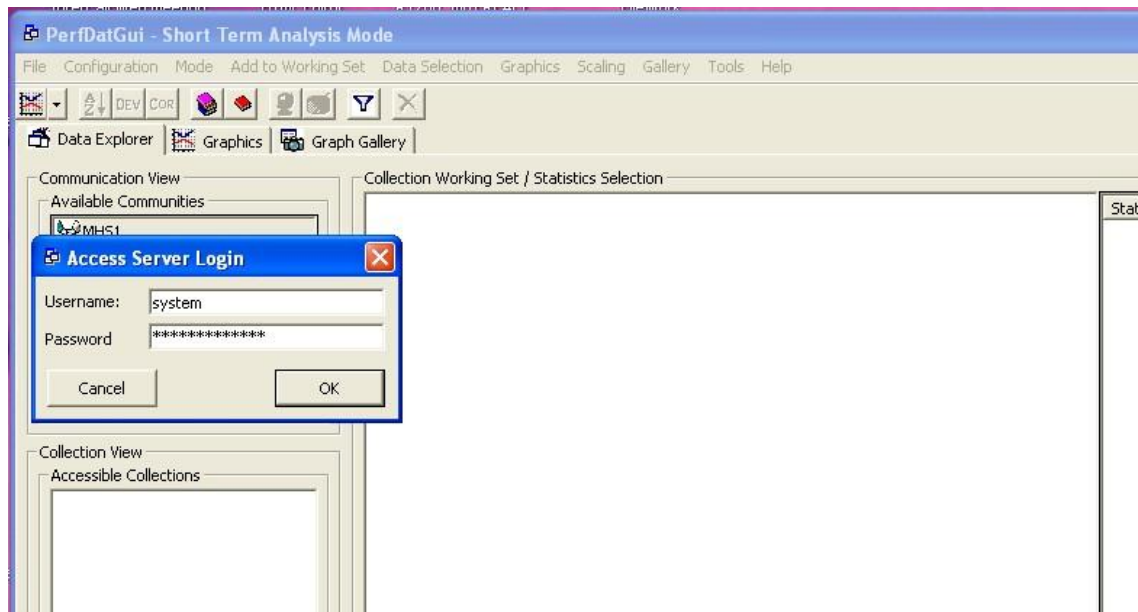 PerfDatGui - Short Term Analysis Mode
File Configuration Mode Add to Working Set Data Selection Graphics Scaling Gallery Tools Help
A Z DEV COR
Data Explorer Graphics Graph Gallery
Communication View
Collection Working Set / Statistics Selection
Available Communities
Stat
MHS1
Access Server Login
Username: system
Password *************
Cancel OK
Collection View
Accessible Collections